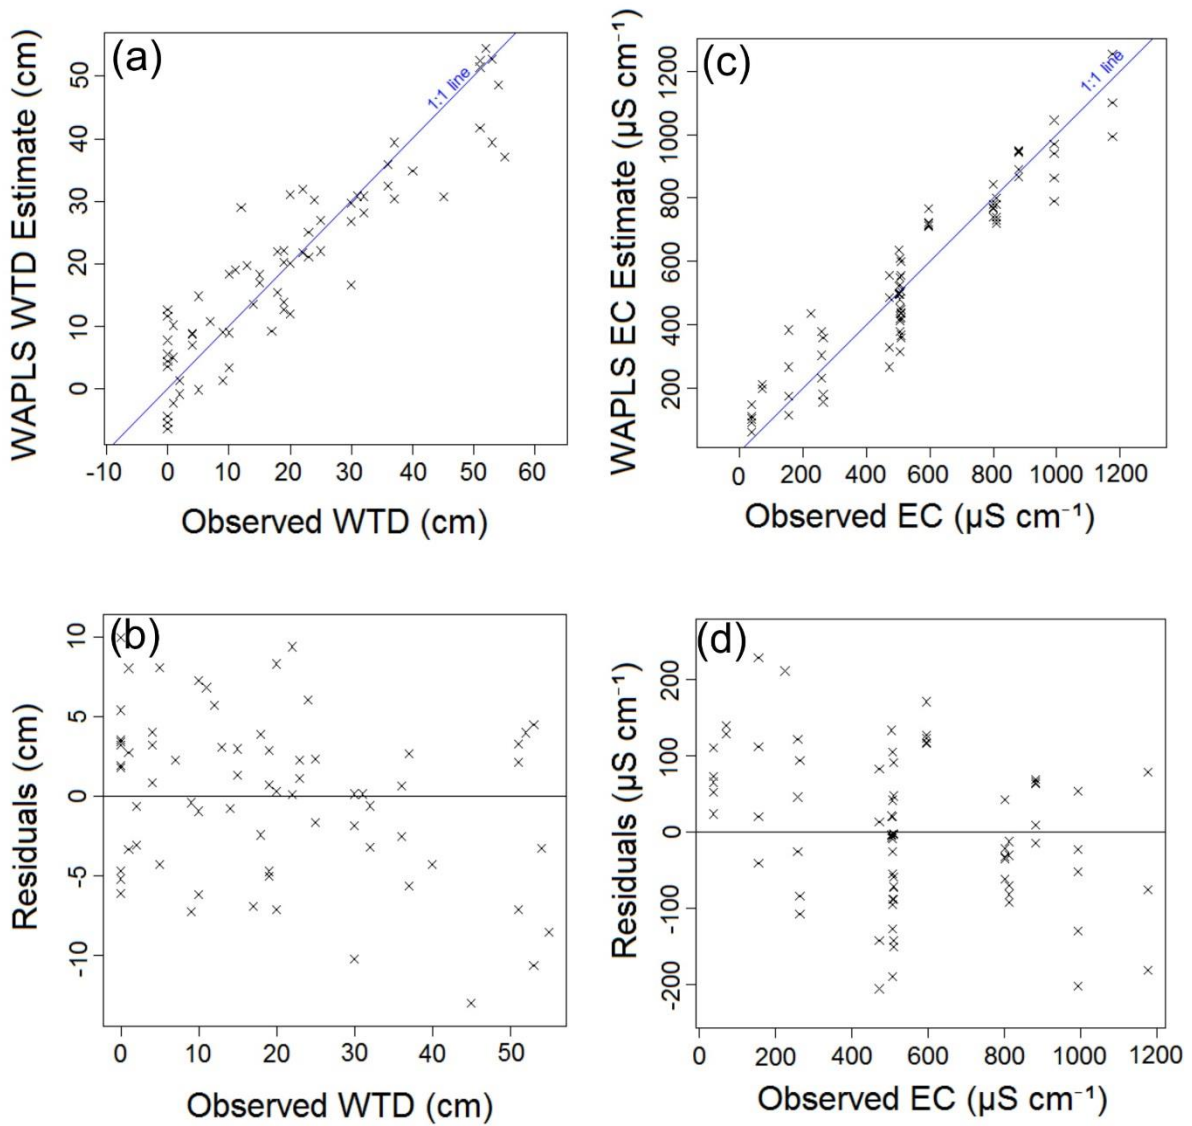 (a)
WAPLS WTD Estimate (cm)
50
40
30
20
10
0
1:1 line
-10 0 10 20 30 40 50 60
Observed WTD (cm)
(c)
WAPLS EC Estimate (µS cm⁻¹)
1200
1000
800
600
400
200
1:1 line
0 200 400 600 800 1000 1200
Observed EC (µS cm⁻¹)
(b)
Residuals (cm)
10
5
0
-5
-10
0 10 20 30 40 50
Observed WTD (cm)
(d)
Residuals (µS cm⁻¹)
200
100
0
-100
-200
0 200 400 600 800 1000 1200
Observed EC (µS cm⁻¹)